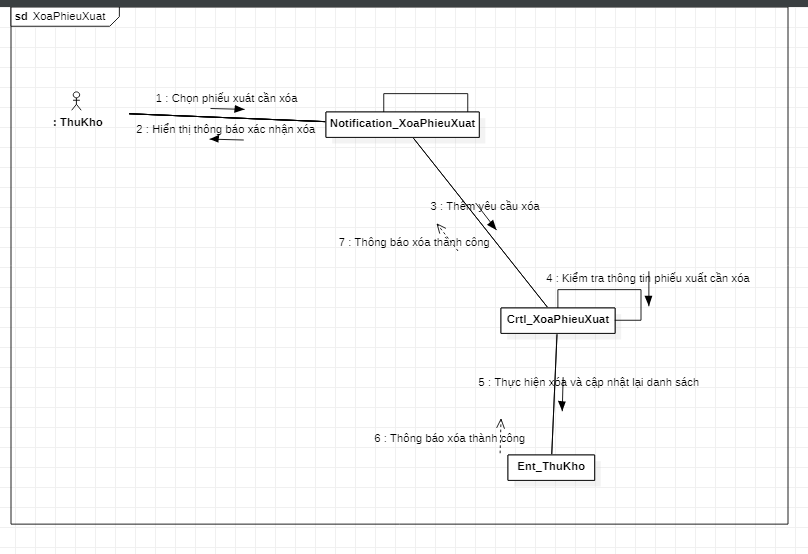 sd XoaPhieuXuat
1 : Chọn phiếu xuát cần xóa
: ThuKho
2 : Hiển thị thông báo xác nhận xóa
Notification_XoaPhieuXuat
3 : Thêm yêu cầu xóa
7 : Thông báo xóa thành công
4 : Kiểm tra thông tin phiếu xuất cần xóa
Crtl_XoaPhieuXuat
5 : Thực hiện xóa và cập nhật lại danh sách
6 : Thông báo xóa thành công
Ent_ThuKho